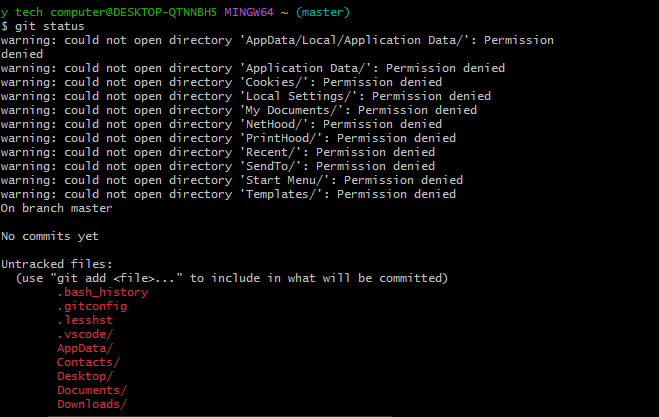 y tech computer@DESKTOP-QTNNBH5 MINGW64 ~ (master)
$ git status
warning: could not open directory 'AppData/Local/Application Data/': Permission
denied
warning: could not open directory 'Application Data/': Permission denied
warning: could not open directory 'Cookies/': Permission denied
warning: could not open directory 'Local Settings/': Permission denied
warning: could not open directory 'My Documents/': Permission denied
warning: could not open directory 'NetHood/': Permission denied
warning: could not open directory 'PrintHood/': Permission denied
warning: could not open directory 'Recent/': Permission denied
warning: could not open directory 'SendTo/': Permission denied
warning: could not open directory 'Start Menu/': Permission denied
warning: could not open directory 'Templates/': Permission denied
On branch master
No commits yet
Untracked files:
(use "git add <file>..." to include in what will be committed)
.bash_history
.gitconfig
.lesshst
.vscode/
AppData/
Contacts/
Desktop/
Documents/
Downloads/